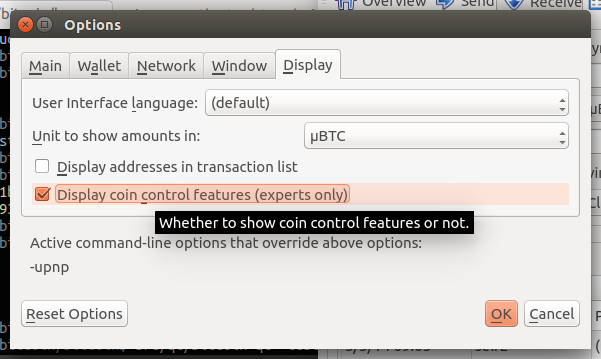 Overview Send Receive
Options
Main Wallet Network Window Display
User Interface language: (default)
Unit to show amounts in: µBTC
Display addresses in transaction list
Display coin control features (experts only)
Whether to show coin control features or not.
Active command-line options that override above options:
-upnp
Reset Options OK Cancel